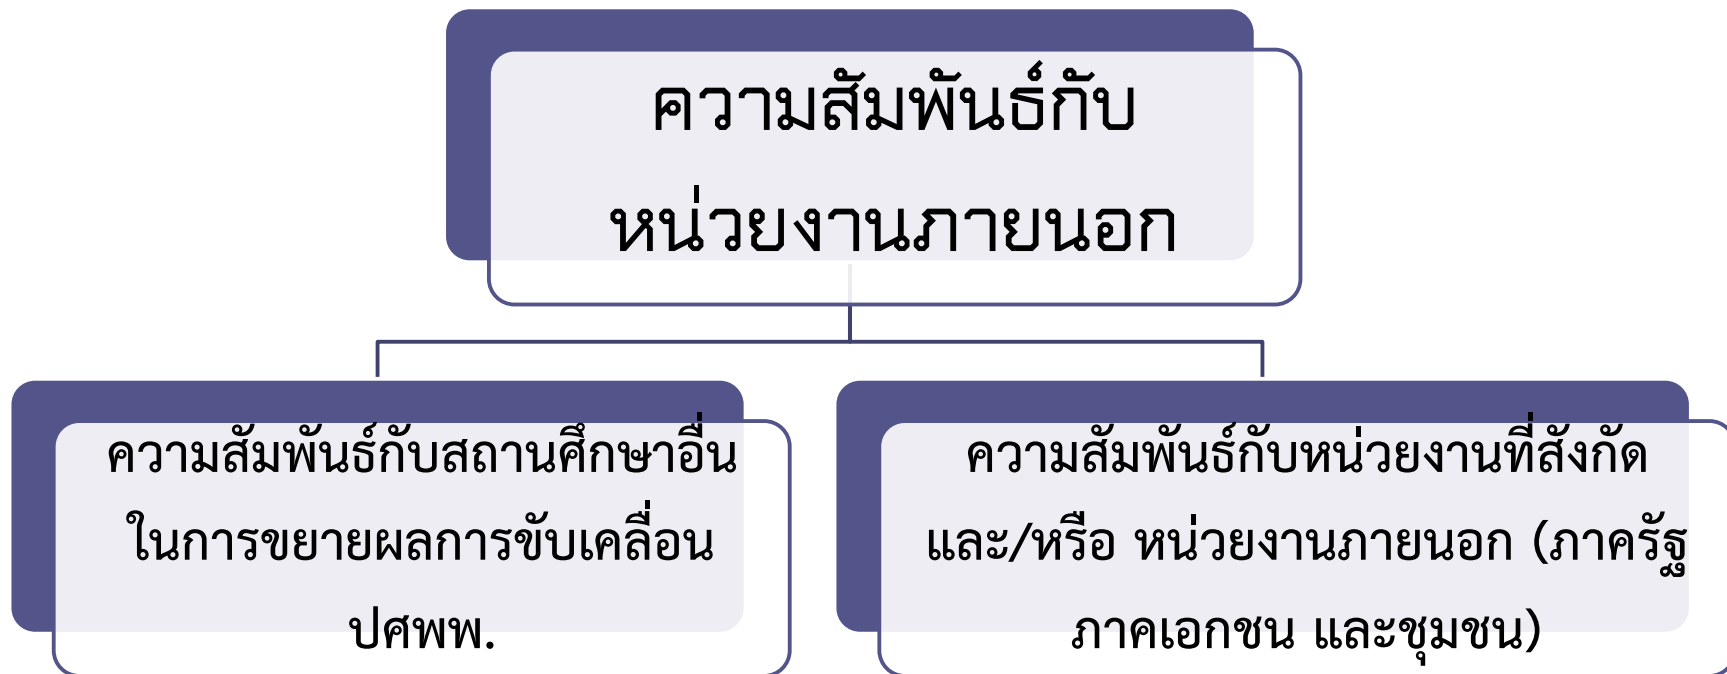 ความสัมพันธ์กับ
หน่วยงานภายนอก
ความสัมพันธ์กับสถานศึกษาอื่น
ในการขยายผลการขับเคลื่อน
ปศพพ.
ความสัมพันธ์กับหน่วยงานที่สังกัด
และ/หรือ หน่วยงานภายนอก (ภาครัฐ
ภาคเอกชน และชุมชน)